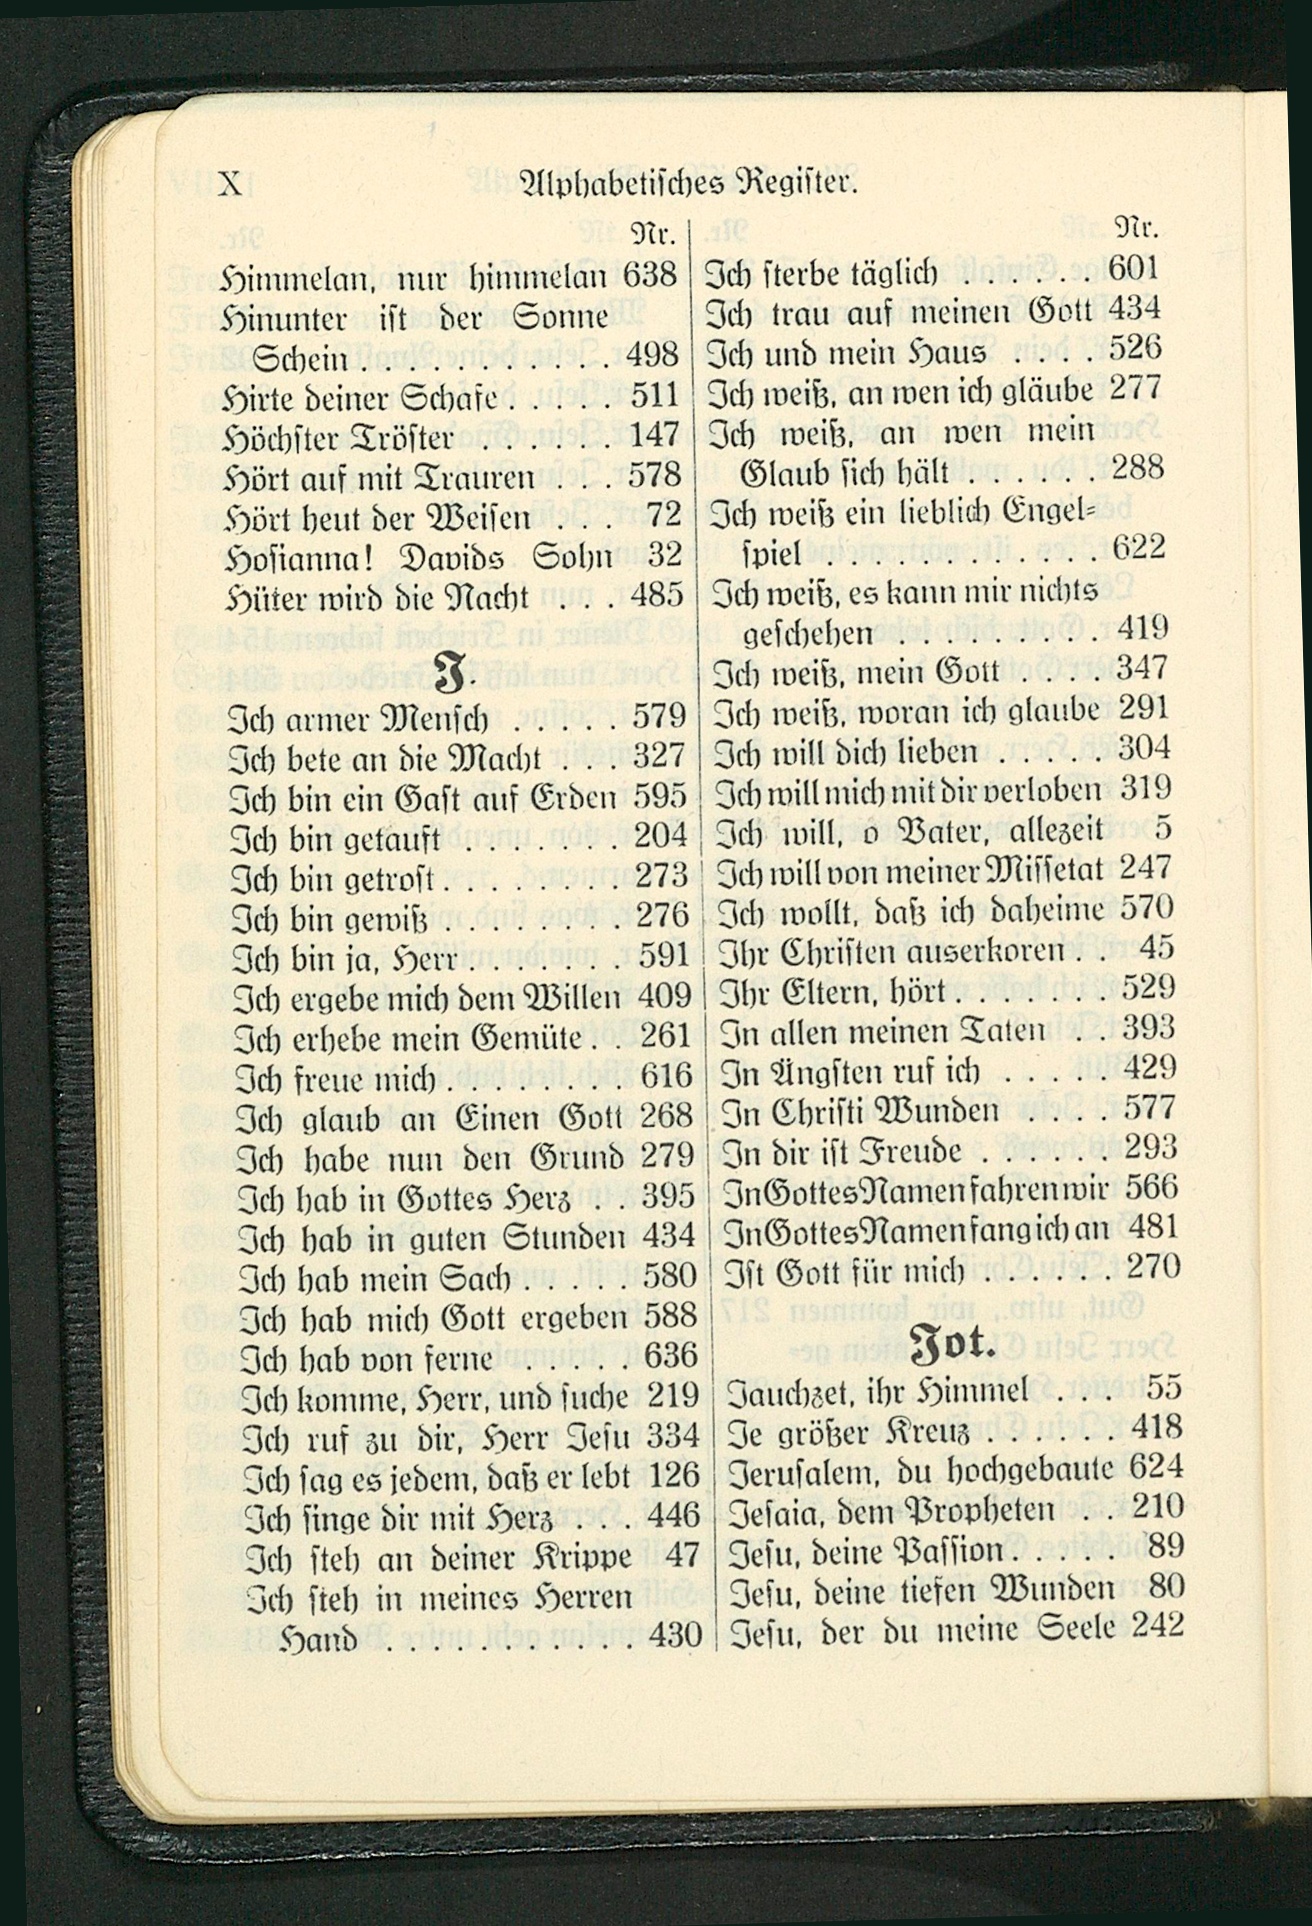 X Alphabetisches Register.
Nr.
Himmelan, nur himmelan 638
Hinunter ist der Sonne
Schein . . . . . . . . . . . 498
Hirte deiner Schafe . . . . . 511
Höchster Tröster . . . . . . 147
Hört auf mit Trauren . . . 578
Hört heut der Weisen . . . 72
Hosianna! Davids Sohn 32
Hüter wird die Nacht . . . 485
I.
Ich armer Mensch . . . . . 579
Ich bete an die Macht . . . 327
Ich bin ein Gast auf Erden 595
Ich bin getauft . . . . . . . 204
Ich bin getrost . . . . . . . . 273
Ich bin gewiß . . . . . . . . 276
Ich bin ja, Herr . . . . . . . 591
Ich ergebe mich dem Willen 409
Ich erhebe mein Gemüte . . 261
Ich freue mich . . . . . . . . 616
Ich glaub an Einen Gott 268
Ich habe nun den Grund 279
Ich hab in Gottes Herz . . 395
Ich hab in guten Stunden 434
Ich hab mein Sach . . . . . 580
Ich hab mich Gott ergeben 588
Ich hab von ferne . . . . . 636
Ich komme, Herr, und suche 219
Ich ruf zu dir, Herr Jesu 334
Ich sag es jedem, daß er lebt 126
Ich singe dir mit Herz . . . 446
Ich steh an deiner Krippe 47
Ich steh in meines Herren
Hand . . . . . . . . . . . 430
Nr.
Ich sterbe täglich . . . . . . 601
Ich trau auf meinen Gott 434
Ich und mein Haus . . . . 526
Ich weiß, an wen ich gläube 277
Ich weiß, an wen mein
Glaub sich hält . . . . . . 288
Ich weiß ein lieblich Engel-
spiel . . . . . . . . . . . . 622
Ich weiß, es kann mir nichts
geschehen . . . . . . . . . 419
Ich weiß, mein Gott . . . . 347
Ich weiß, woran ich glaube 291
Ich will dich lieben . . . . . 304
Ich will mich mit dir verloben 319
Ich will, o Vater, allezeit 5
Ich will von meiner Missetat 247
Ich wollt, daß ich daheime 570
Ihr Christen auserkoren . . 45
Ihr Eltern, hört . . . . . . . 529
In allen meinen Taten . . 393
In Ängsten ruf ich . . . . . 429
In Christi Wunden . . . . 577
In dir ist Freude . . . . . . 293
In Gottes Namen fahren wir 566
In Gottes Namen fang ich an 481
Ist Gott für mich . . . . . . 270
Jot.
Jauchzet, ihr Himmel . . . 55
Je größer Kreuz . . . . . . 418
Jerusalem, du hochgebaute 624
Jesaia, dem Propheten . . 210
Jesu, deine Passion . . . . . 89
Jesu, deine tiefen Wunden 80
Jesu, der du meine Seele 242